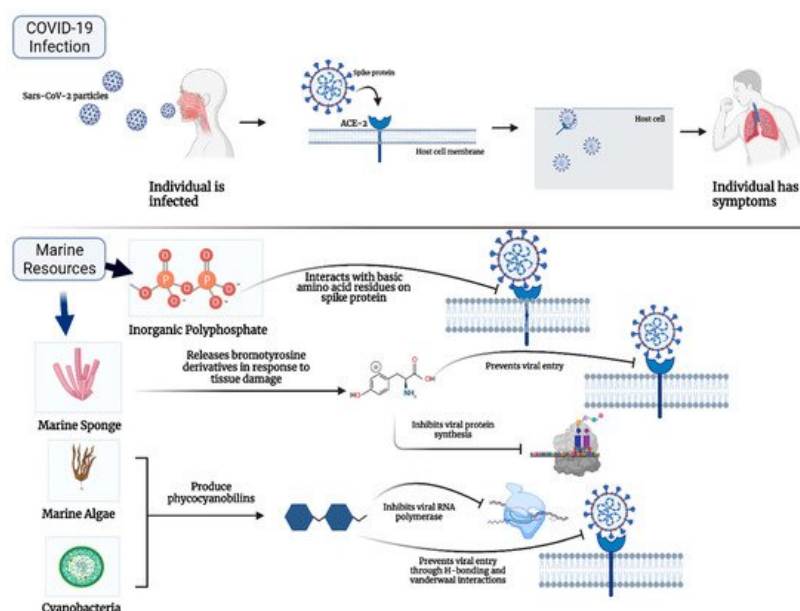 COVID-19
Infection
Sars-CoV-2 particles
Spike protein
ACE-2
Host cell membrane
Host cell
Individual is
infected
Individual has
symptoms
Marine
Resources
O
O
P
P
O
O
O-
O
O-
Inorganic Polyphosphate
Interacts with basic
amino acid residues on
spike protein
Releases bromotyrosine
derivatives in response to
tissue damage
Marine Sponge
O
OH
HO
NH₂
Prevents viral entry
Inhibits viral protein
synthesis
Marine Algae
Produce
phycocyanobilins
Inhibits viral RNA
polymerase
Prevents viral entry
through H-bonding and
vanderwaal interactions
Cyanobacteria